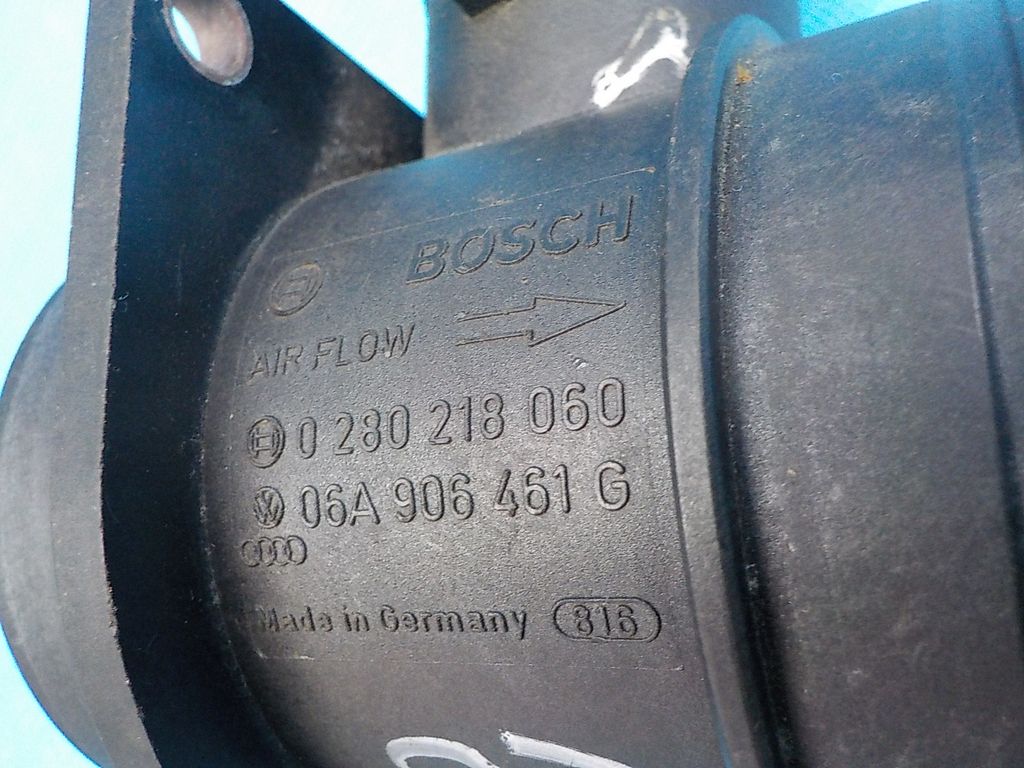 BOSCH
AIR FLOW
0 280 218 060
06A 906 461 G
Made in Germany 816